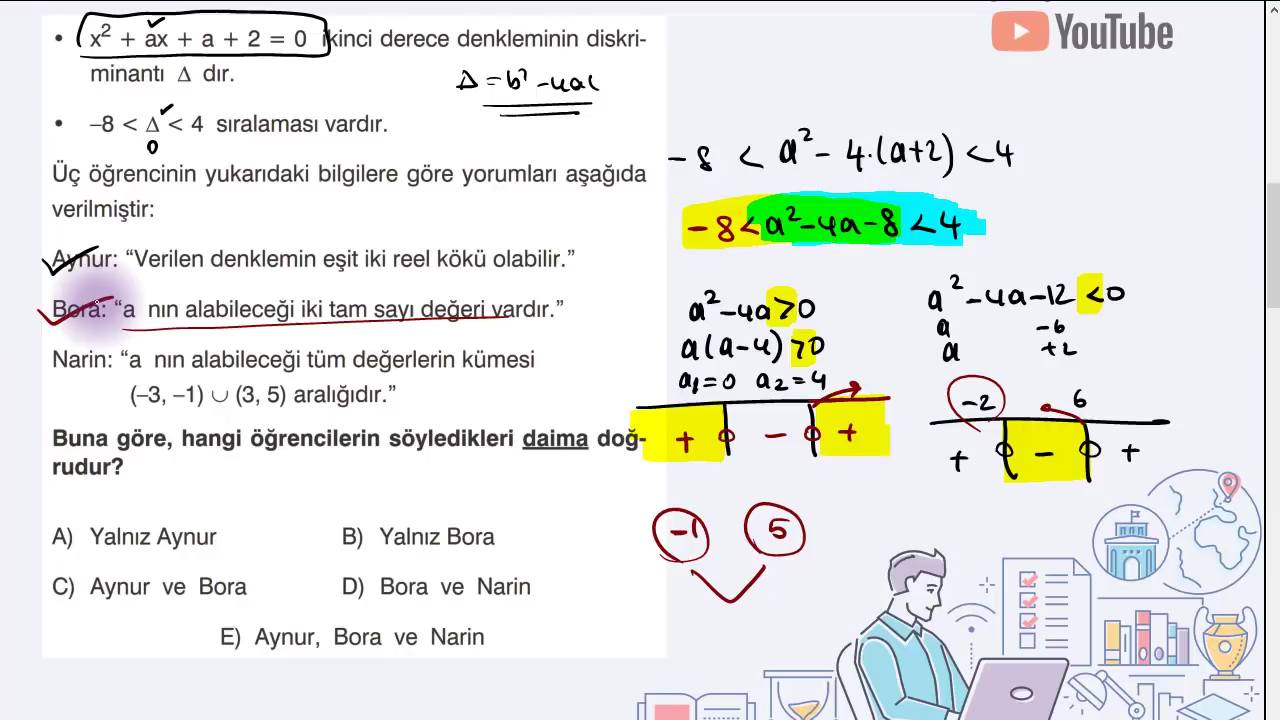 • x² + ax + a + 2 = 0 ikinci derece denkleminin diskri-
minantı Δ dır.
Δ = b² - 4ac
• –8 < Δ < 4 sıralaması vardır.
0
Üç öğrencinin yukarıdaki bilgilere göre yorumları aşağıda
verilmiştir:
Aynur: “Verilen denklemin eşit iki reel kökü olabilir.”
Bora: “a nın alabileceği iki tam sayı değeri vardır.”
Narin: “a nın alabileceği tüm değerlerin kümesi
(–3, –1) ∪ (3, 5) aralığıdır.”
Buna göre, hangi öğrencilerin söyledikleri daima doğ-
rudur?
A) Yalnız Aynur B) Yalnız Bora
C) Aynur ve Bora D) Bora ve Narin
E) Aynur, Bora ve Narin
YouTube
-8 < a² - 4·(a+2) < 4
-8 < a² - 4a - 8 < 4
a² - 4a > 0
a(a-4) > 0
a₁=0 a₂=4
+ - +
a² - 4a - 12 < 0
a -6
a +2
-2 6
+ - +
-1 5